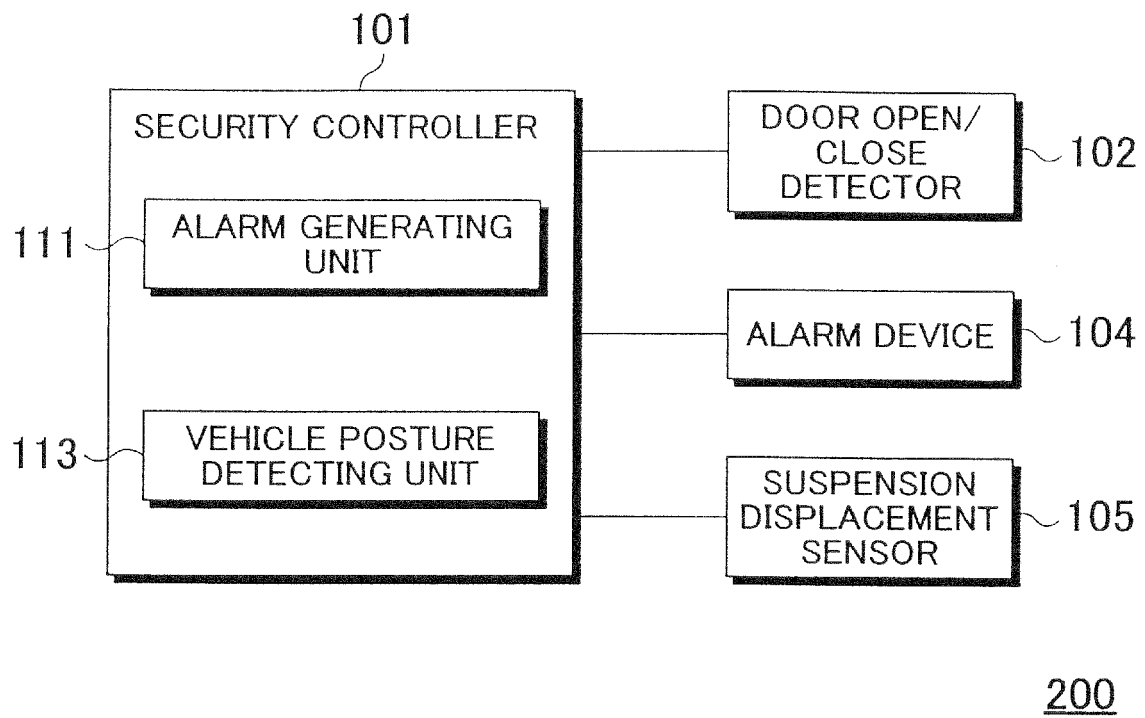 101
SECURITY CONTROLLER
111
ALARM GENERATING
UNIT
113
VEHICLE POSTURE
DETECTING UNIT
DOOR OPEN/
CLOSE
DETECTOR
102
ALARM DEVICE
104
SUSPENSION
DISPLACEMENT
SENSOR
105
200